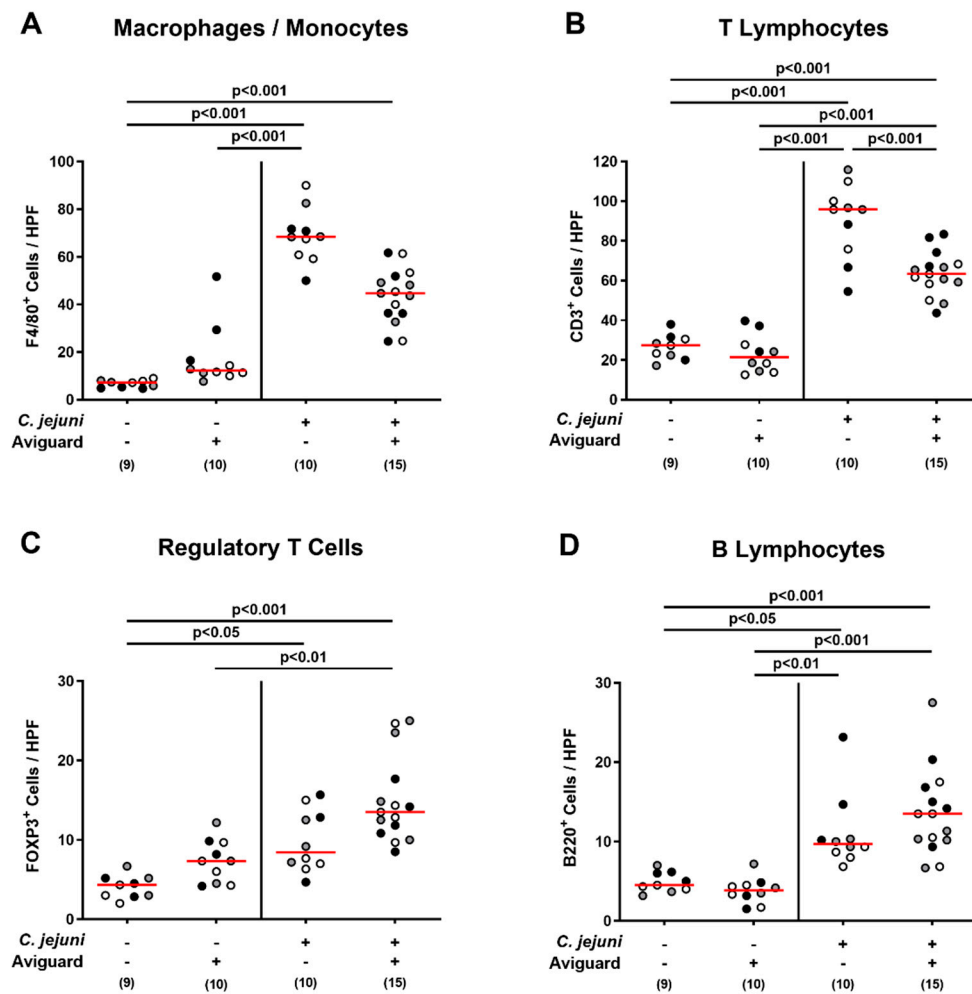 A
Macrophages / Monocytes
p<0.001
p<0.001
p<0.001
100
80
60
40
20
0
F4/80+ Cells / HPF
C. jejuni - - + +
Aviguard - + - +
(9) (10) (10) (15)
B
T Lymphocytes
p<0.001
p<0.001
p<0.001
p<0.001 p<0.001
120
100
80
60
40
20
0
CD3+ Cells / HPF
C. jejuni - - + +
Aviguard - + - +
(9) (10) (10) (15)
C
Regulatory T Cells
p<0.001
p<0.05
p<0.01
30
20
10
0
FOXP3+ Cells / HPF
C. jejuni - - + +
Aviguard - + - +
(9) (10) (10) (15)
D
B Lymphocytes
p<0.001
p<0.05
p<0.001
p<0.01
30
20
10
0
B220+ Cells / HPF
C. jejuni - - + +
Aviguard - + - +
(9) (10) (10) (15)